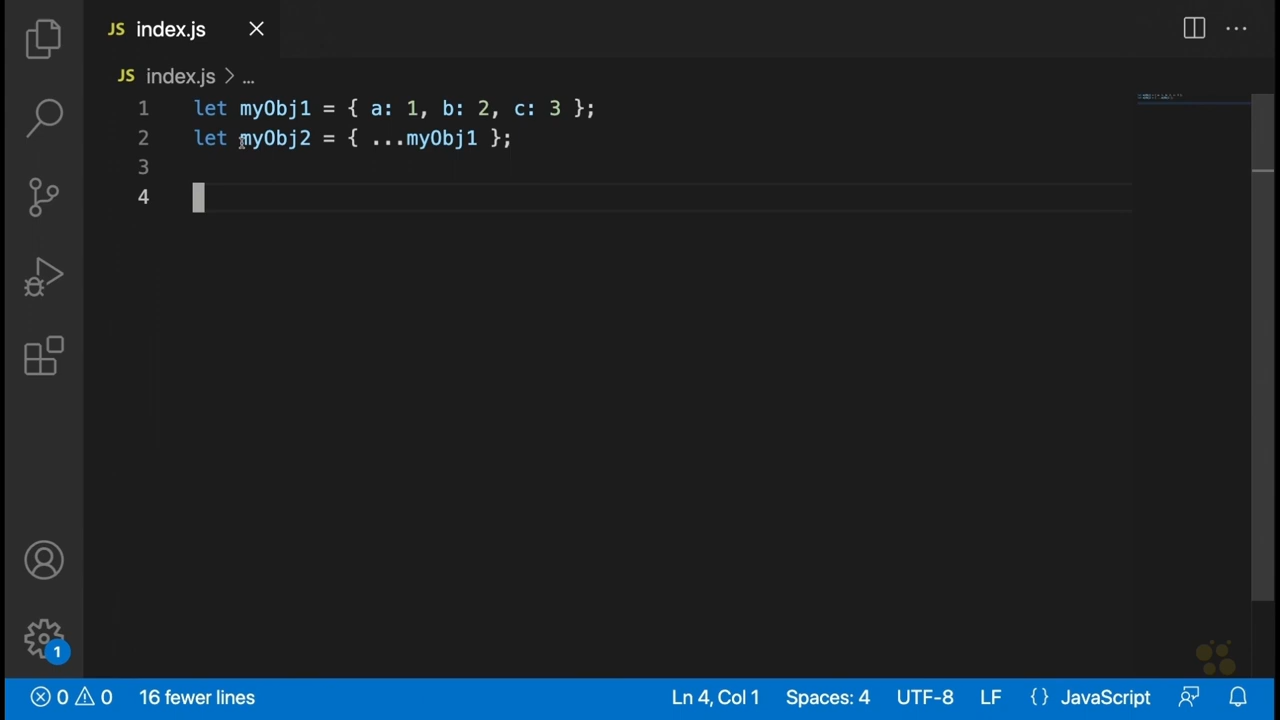 JS index.js
JS index.js > ...
1 let myObj1 = { a: 1, b: 2, c: 3 };
2 let myObj2 = { ...myObj1 };
3
4
1
0 0 16 fewer lines Ln 4, Col 1 Spaces: 4 UTF-8 LF {} JavaScript